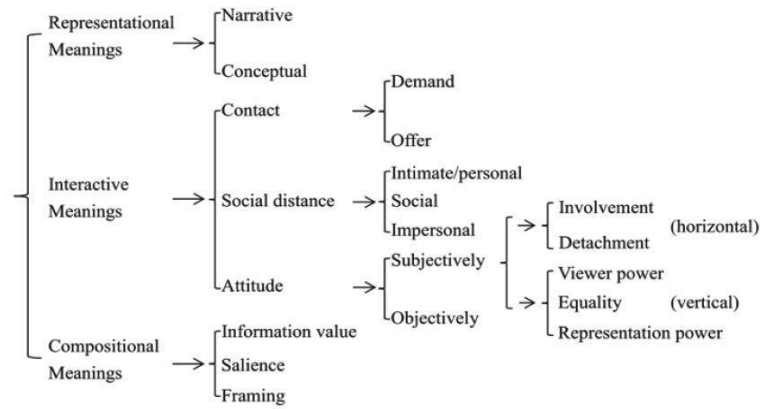 Representational
Meanings
Narrative
Conceptual
Interactive
Meanings
Contact
Demand
Offer
Social distance
Intimate/personal
Social
Impersonal
Attitude
Subjectively
Involvement
Detachment
(horizontal)
Viewer power
Equality (vertical)
Representation power
Objectively
Compositional
Meanings
Information value
Salience
Framing